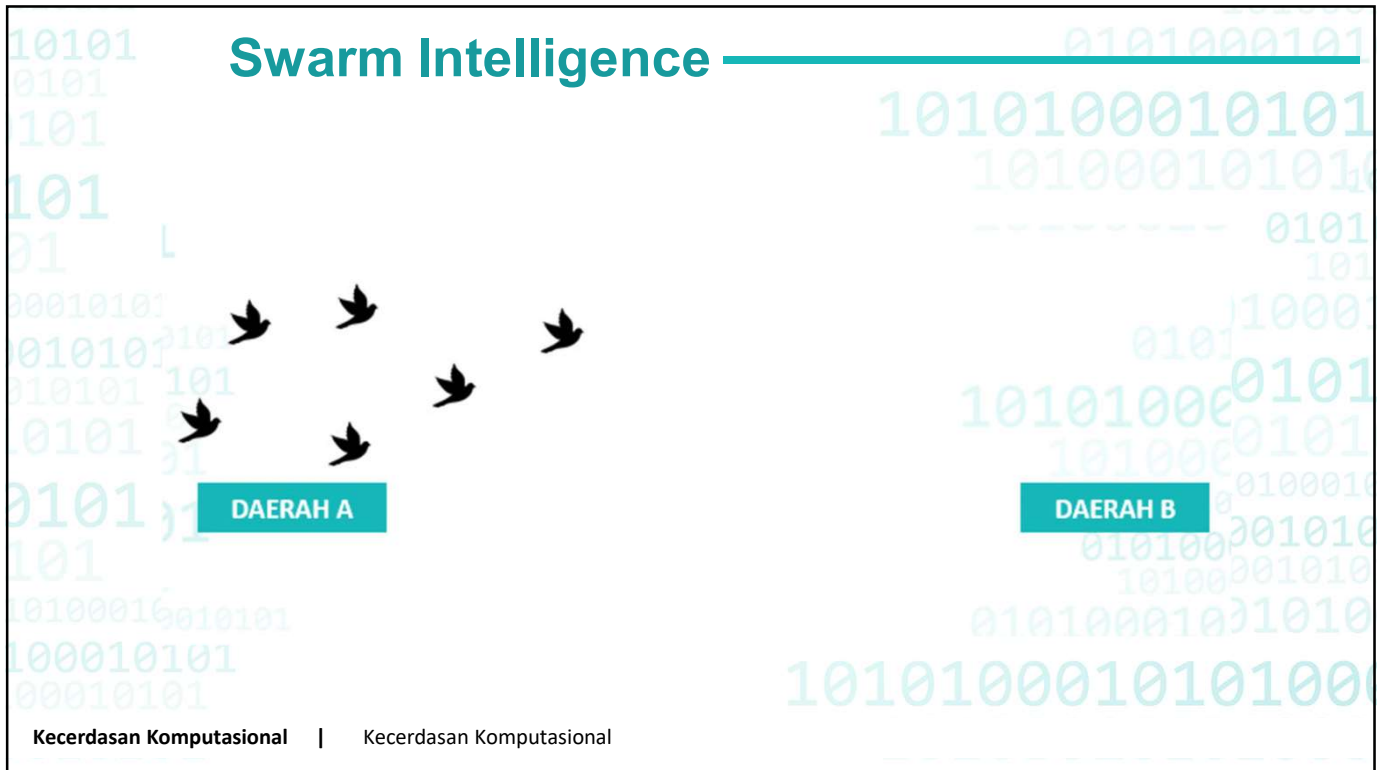 Swarm Intelligence
DAERAH A
DAERAH B
Kecerdasan Komputasional | Kecerdasan Komputasional